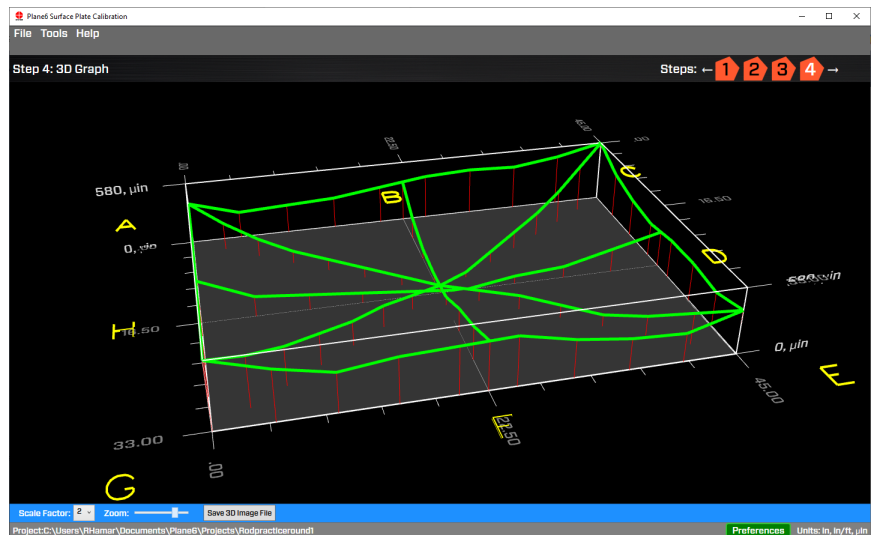 Plane6 Surface Plate Calibration
File Tools Help
Step 4: 3D Graph
Steps: ← 1 2 3 4 →
.00
22.50
45.00
.00
580, µin
A
B
C
16.50
0, µin
D
H
16.50
0, µin
E
45.00
33.00
F
22.50
.00
G
Scale Factor: 2 Zoom: Save 3D Image File
Project:C:\Users\RHamar\Documents\Plane6\Projects\Rodpracticeround1 Preferences Units: in, in/ft, µin